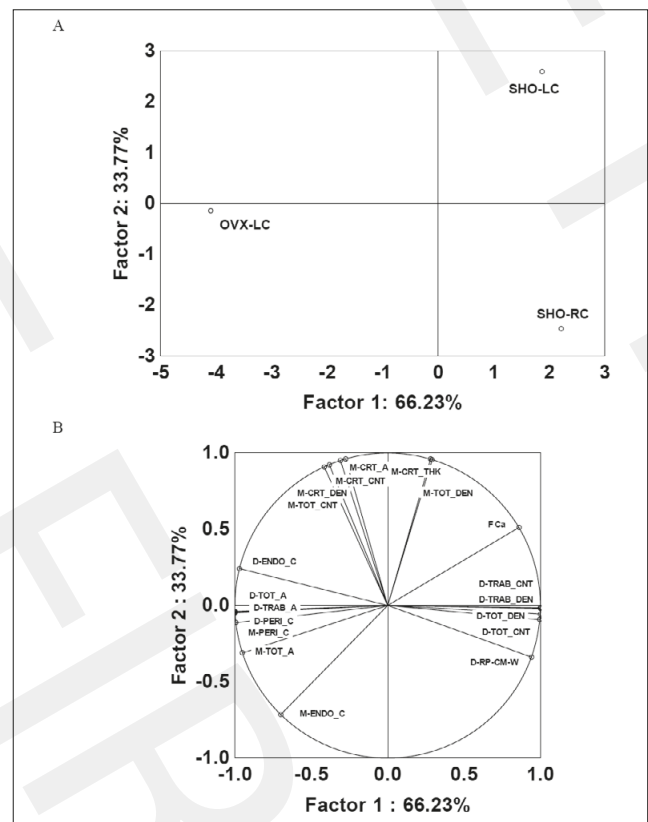 A
3
2
1
0
-1
-2
-3
Factor 2: 33.77%
SHO-LC
OVX-LC
SHO-RC
-5 -4 -3 -2 -1 0 1 2 3
Factor 1: 66.23%
B
1.0
0.5
0.0
-0.5
-1.0
Factor 2 : 33.77%
M-CRT_A
M-CRT_THK
M-CRT_CNT
M-CRT_DEN
M-TOT_DEN
M-TOT_CNT
FCa
D-ENDO_C
D-TRAB_CNT
D-TOT_A
D-TRAB_DEN
D-TRAB_A
D-TOT_DEN
D-PERI_C
D-TOT_CNT
M-PERI_C
M-TOT_A
D-RP-CM-W
M-ENDO_C
-1.0 -0.5 0.0 0.5 1.0
Factor 1 : 66.23%